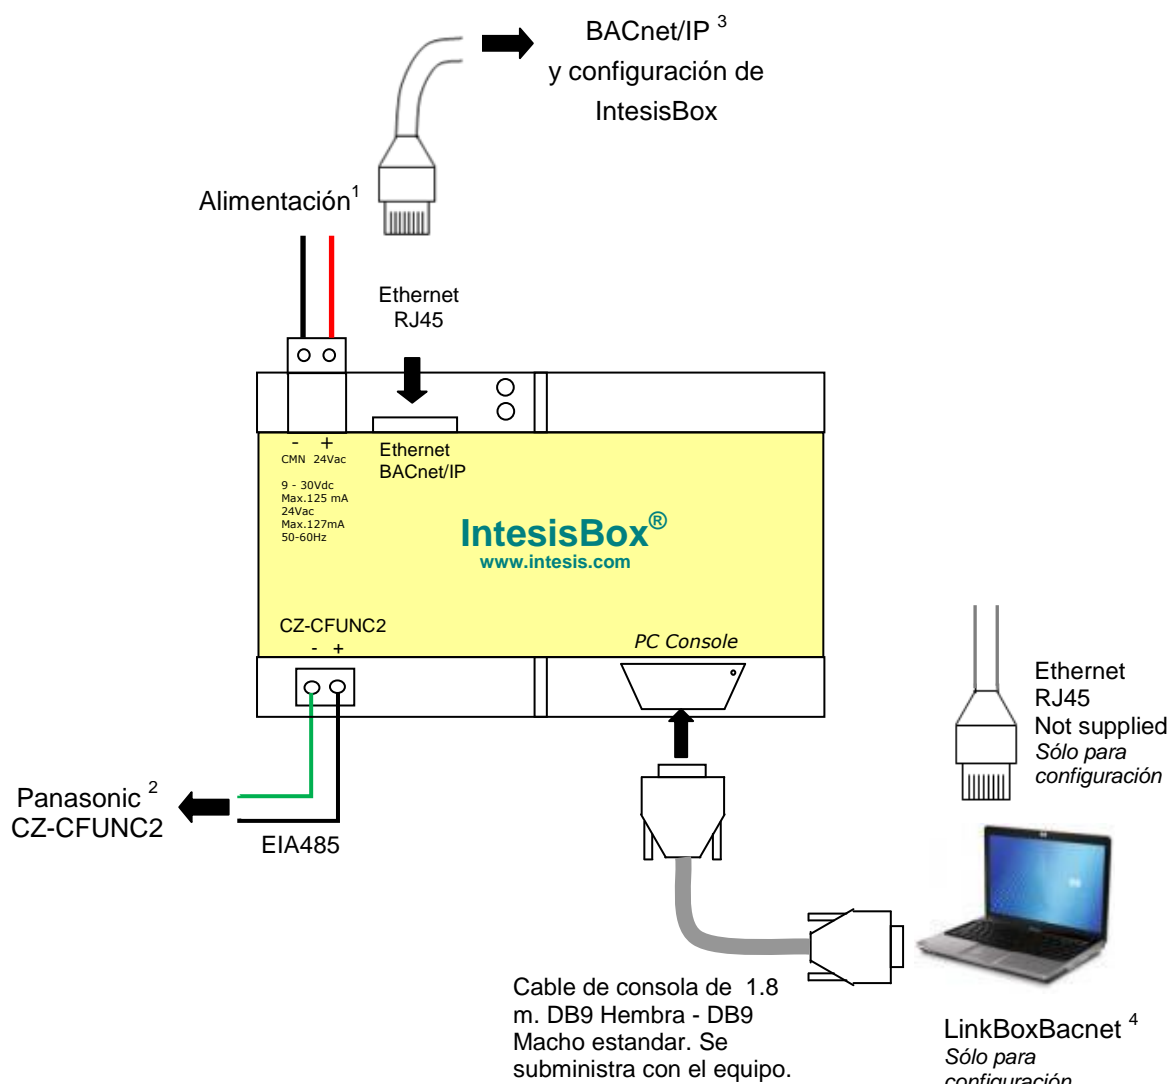 BACnet/IP 3
y configuración de
IntesisBox
Alimentación1
Ethernet
RJ45
- +
CMN 24Vac
9 - 30Vdc
Max.125 mA
24Vac
Max.127mA
50-60Hz
Ethernet
BACnet/IP
IntesisBox®
www.intesis.com
CZ-CFUNC2
- +
PC Console
Ethernet
RJ45
Not supplied
Sólo para
configuración
Panasonic 2
CZ-CFUNC2
EIA485
Cable de consola de 1.8
m. DB9 Hembra - DB9
Macho estandar. Se
subministra con el equipo.
LinkBoxBacnet 4
Sólo para
configuración